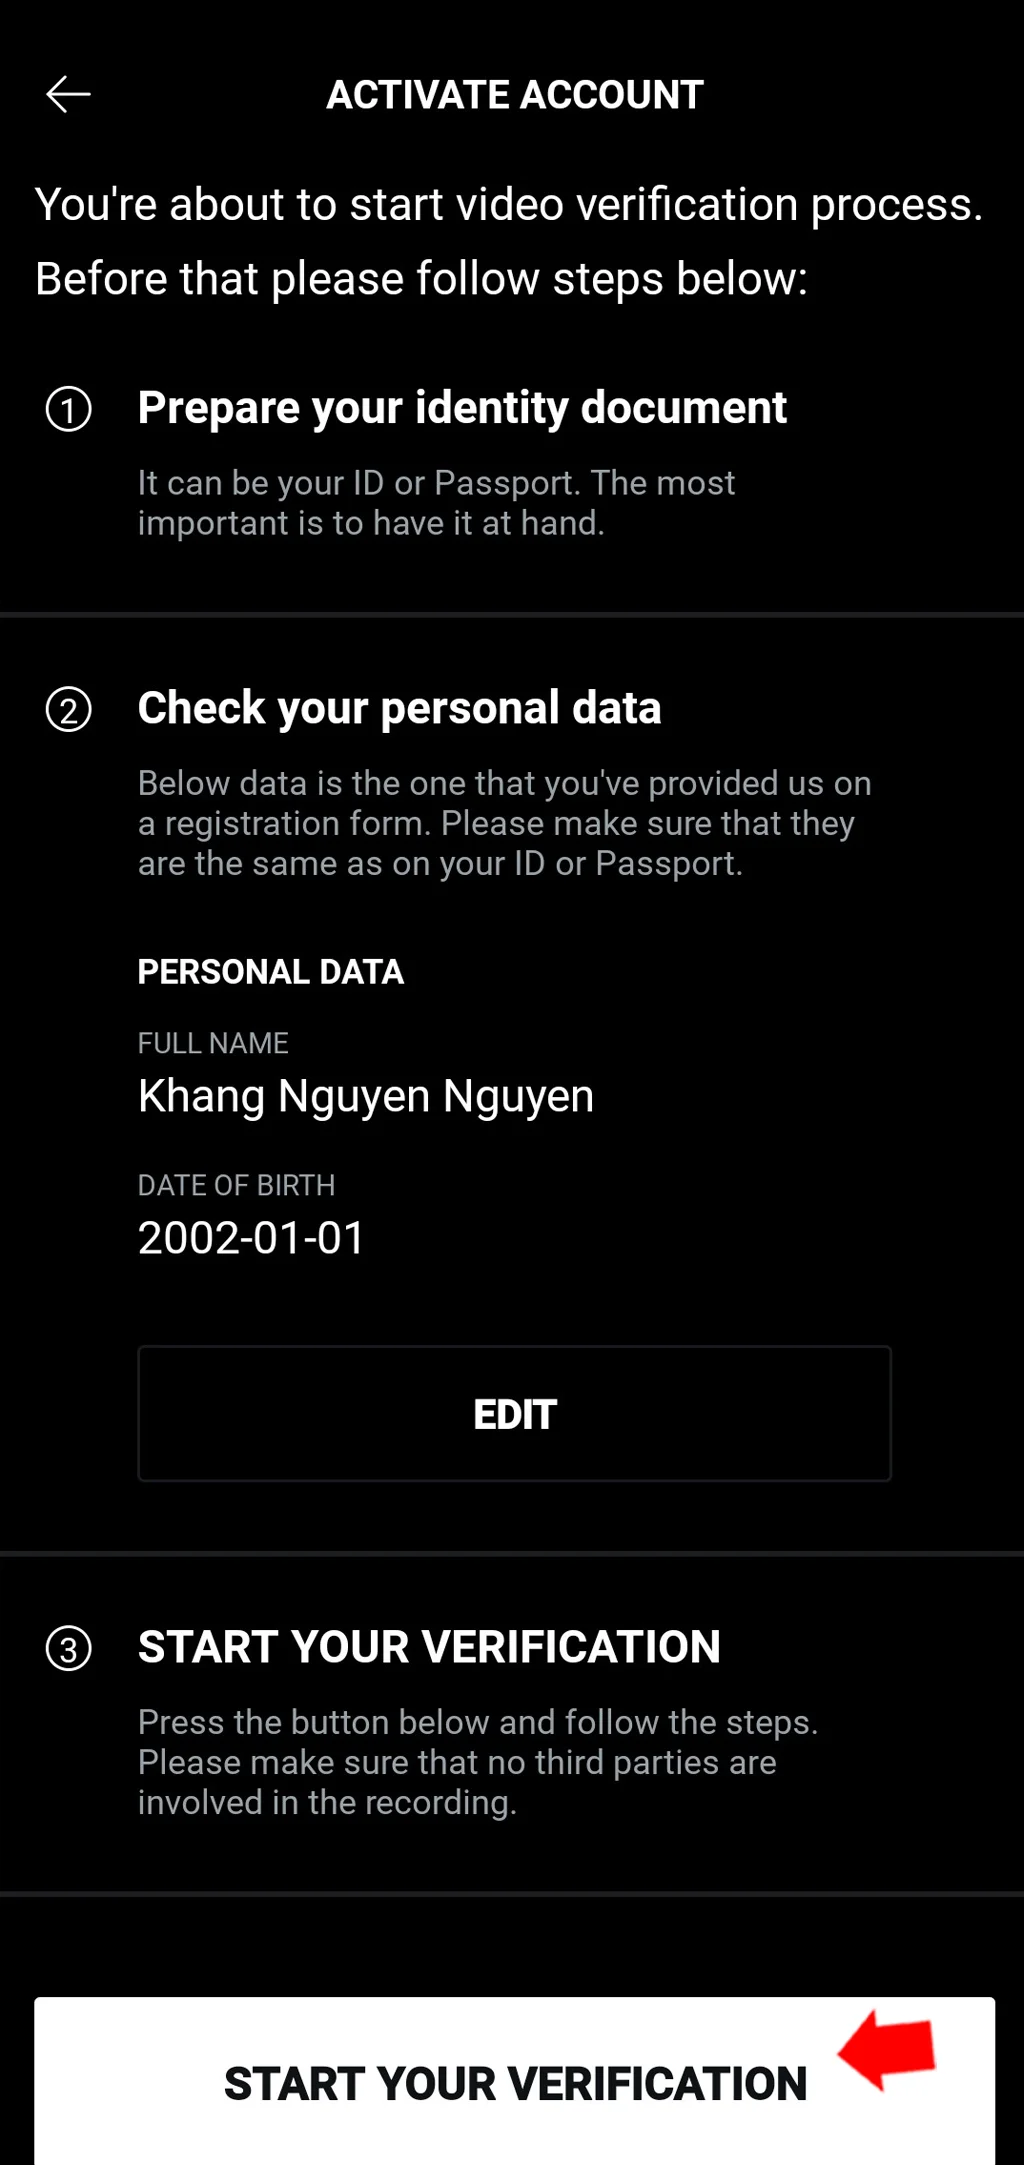 ACTIVATE ACCOUNT
You're about to start video verification process.
Before that please follow steps below:
1 Prepare your identity document
It can be your ID or Passport. The most
important is to have it at hand.
2 Check your personal data
Below data is the one that you've provided us on
a registration form. Please make sure that they
are the same as on your ID or Passport.
PERSONAL DATA
FULL NAME
Khang Nguyen Nguyen
DATE OF BIRTH
2002-01-01
EDIT
3 START YOUR VERIFICATION
Press the button below and follow the steps.
Please make sure that no third parties are
involved in the recording.
START YOUR VERIFICATION